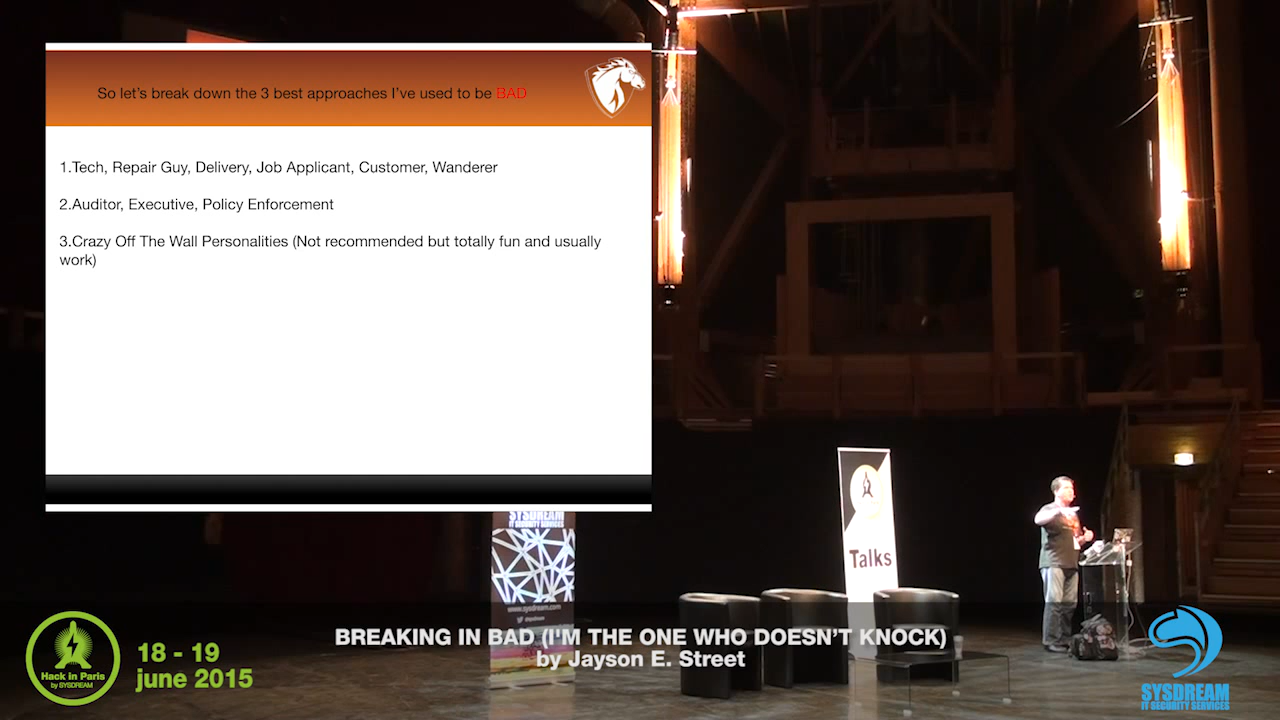 So let's break down the 3 best approaches I've used to be BAD
1.Tech, Repair Guy, Delivery, Job Applicant, Customer, Wanderer
2.Auditor, Executive, Policy Enforcement
3.Crazy Off The Wall Personalities (Not recommended but totally fun and usually
work)
SYSDREAM
IT SECURITY SERVICES
www.sysdream.com
Talks
BREAKING IN BAD (I'M THE ONE WHO DOESN'T KNOCK)
by Jayson E. Street
Hack in Paris
by SYSDREAM
18 - 19
june 2015
SYSDREAM
IT SECURITY SERVICES